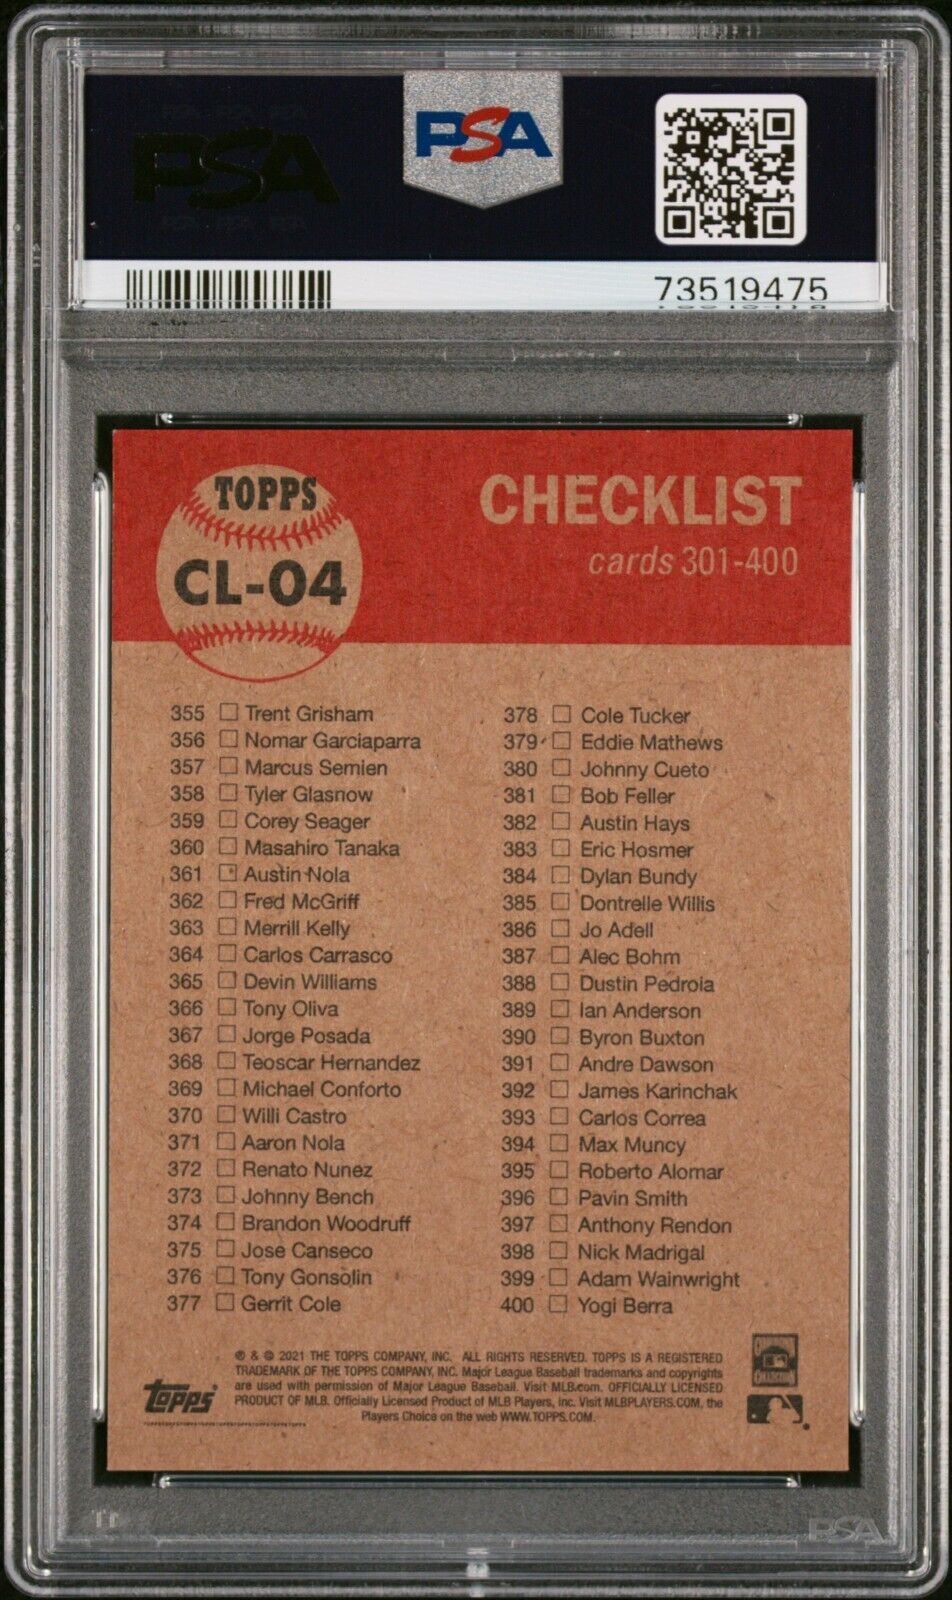 PSA
PSA
73519475
TOPPS
CL-04
CHECKLIST
cards 301-400
355 Trent Grisham
356 Nomar Garciaparra
357 Marcus Semien
358 Tyler Glasnow
359 Corey Seager
360 Masahiro Tanaka
361 Austin Nola
362 Fred McGriff
363 Merrill Kelly
364 Carlos Carrasco
365 Devin Williams
366 Tony Oliva
367 Jorge Posada
368 Teoscar Hernandez
369 Michael Conforto
370 Willi Castro
371 Aaron Nola
372 Renato Nunez
373 Johnny Bench
374 Brandon Woodruff
375 Jose Canseco
376 Tony Gonsolin
377 Gerrit Cole
378 Cole Tucker
379 Eddie Mathews
380 Johnny Cueto
381 Bob Feller
382 Austin Hays
383 Eric Hosmer
384 Dylan Bundy
385 Dontrelle Willis
386 Jo Adell
387 Alec Bohm
388 Dustin Pedroia
389 Ian Anderson
390 Byron Buxton
391 Andre Dawson
392 James Karinchak
393 Carlos Correa
394 Max Muncy
395 Roberto Alomar
396 Pavin Smith
397 Anthony Rendon
398 Nick Madrigal
399 Adam Wainwright
400 Yogi Berra
® & © 2021 THE TOPPS COMPANY, INC. ALL RIGHTS RESERVED. TOPPS IS A REGISTERED
TRADEMARK OF THE TOPPS COMPANY, INC. Major League Baseball trademarks and copyrights
are used with permission of Major League Baseball. Visit MLB.com. OFFICIALLY LICENSED
PRODUCT OF MLB. Officially Licensed Product of MLB Players, Inc. Visit MLBPLAYERS.COM, the
Players Choice on the web WWW.TOPPS.COM.
topps
PSA